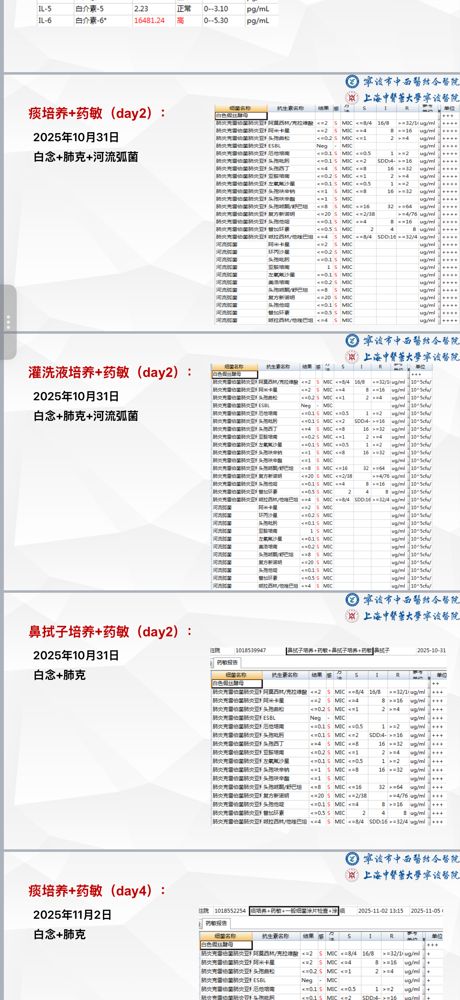 IL-5 白介素-5 2.23 正常 0--3.10 pg/mL
IL-6 白介素-6* 16481.24 高 0--5.30 pg/mL
寧波市中西醫結合醫院
上海中醫藥大學寧波醫院
痰培养+药敏（day2）：
2025年10月31日
白念+肺克+河流弧菌
细菌名称 抗生素名称 结果 感 方法 S I R 参考单位 单位
白色假丝酵母 +++
肺炎克雷伯菌肺炎亚种 阿莫西林/克拉维酸 <=2 S MIC <=8/4 16/8 >=32/1 ug/ml ++++
肺炎克雷伯菌肺炎亚种 阿米卡星 <=2 S MIC <=4 8 >=16 ug/ml ++++
肺炎克雷伯菌肺炎亚种 头孢曲松 <=0.2 S MIC <=1 2 >=4 ug/ml ++++
肺炎克雷伯菌肺炎亚种 ESBL Neg - MIC ug/ml ++++
肺炎克雷伯菌肺炎亚种 厄他培南 <=0.1 S MIC <=0.5 1 >=2 ug/ml ++++
肺炎克雷伯菌肺炎亚种 头孢吡肟 <=0.1 S MIC <=2 SDD:4- >=16 ug/ml ++++
肺炎克雷伯菌肺炎亚种 头孢西丁 <=4 S MIC <=8 16 >=32 ug/ml ++++
肺炎克雷伯菌肺炎亚种 亚胺培南 <=0.2 S MIC <=1 2 >=4 ug/ml ++++
肺炎克雷伯菌肺炎亚种 左氧氟沙星 <=0.1 S MIC <=0.5 1 >=2 ug/ml ++++
肺炎克雷伯菌肺炎亚种 头孢呋辛钠 <=1 S MIC <=8 16 >=32 ug/ml ++++
肺炎克雷伯菌肺炎亚种 头孢呋辛酯 <=1 S MIC ug/ml ++++
肺炎克雷伯菌肺炎亚种 头孢哌酮/舒巴坦 <=8 S MIC <=16 32 >=64 ug/ml ++++
肺炎克雷伯菌肺炎亚种 复方新诺明 <=20 S MIC <=2/38 >=4/76 ug/ml ++++
肺炎克雷伯菌肺炎亚种 头孢他啶 <=0.1 S MIC <=4 8 >=16 ug/ml ++++
肺炎克雷伯菌肺炎亚种 替加环素 <=0.5 S MIC 2 4 8 ug/ml ++++
肺炎克雷伯菌肺炎亚种 哌拉西林/他唑巴坦 <=4 S MIC <=8/4 SDD:16 >=32/4 ug/ml ++++
河流弧菌 阿米卡星 <=2 S MIC ug/ml ++++
河流弧菌 环丙沙星 <=0.2 S MIC ug/ml ++++
河流弧菌 头孢吡肟 <=0.1 S MIC ug/ml ++++
河流弧菌 亚胺培南 1 S MIC ug/ml ++++
河流弧菌 左氧氟沙星 <=0.1 S MIC ug/ml ++++
河流弧菌 美洛培南 <=0.2 S MIC ug/ml ++++
河流弧菌 头孢哌酮/舒巴坦 <=8 S MIC ug/ml ++++
河流弧菌 复方新诺明 <=20 S MIC ug/ml ++++
河流弧菌 头孢他啶 <=0.1 S MIC ug/ml ++++
河流弧菌 替加环素 <=0.5 S MIC ug/ml ++++
河流弧菌 哌拉西林/他唑巴坦 <=4 S MIC ug/ml ++++
寧波市中西醫結合醫院
上海中醫藥大學寧波醫院
灌洗液培养+药敏（day2）：
2025年10月31日
白念+肺克+河流弧菌
细菌名称 抗生素名称 结果 感 方法 S I R 参考单位 单位
白色假丝酵母 +++
肺炎克雷伯菌肺炎亚种 阿莫西林/克拉维酸 <=2 S MIC <=8/4 16/8 >=32/1 ug/ml 10^5cfu/
肺炎克雷伯菌肺炎亚种 阿米卡星 <=2 S MIC <=4 8 >=16 ug/ml 10^5cfu/
肺炎克雷伯菌肺炎亚种 头孢曲松 <=0.2 S MIC <=1 2 >=4 ug/ml 10^5cfu/
肺炎克雷伯菌肺炎亚种 ESBL Neg - MIC ug/ml 10^5cfu/
肺炎克雷伯菌肺炎亚种 厄他培南 <=0.1 S MIC <=0.5 1 >=2 ug/ml 10^5cfu/
肺炎克雷伯菌肺炎亚种 头孢吡肟 <=0.1 S MIC <=2 SDD:4- >=16 ug/ml 10^5cfu/
肺炎克雷伯菌肺炎亚种 头孢西丁 <=4 S MIC <=8 16 >=32 ug/ml 10^5cfu/
肺炎克雷伯菌肺炎亚种 亚胺培南 <=0.2 S MIC <=1 2 >=4 ug/ml 10^5cfu/
肺炎克雷伯菌肺炎亚种 左氧氟沙星 <=0.1 S MIC <=0.5 1 >=2 ug/ml 10^5cfu/
肺炎克雷伯菌肺炎亚种 头孢呋辛钠 <=1 S MIC <=8 16 >=32 ug/ml 10^5cfu/
肺炎克雷伯菌肺炎亚种 头孢呋辛酯 <=1 S MIC ug/ml 10^5cfu/
肺炎克雷伯菌肺炎亚种 头孢哌酮/舒巴坦 <=8 S MIC <=16 32 >=64 ug/ml 10^5cfu/
肺炎克雷伯菌肺炎亚种 复方新诺明 <=20 S MIC <=2/38 >=4/76 ug/ml 10^5cfu/
肺炎克雷伯菌肺炎亚种 头孢他啶 <=0.1 S MIC <=4 8 >=16 ug/ml 10^5cfu/
肺炎克雷伯菌肺炎亚种 替加环素 <=0.5 S MIC 2 4 8 ug/ml 10^5cfu/
肺炎克雷伯菌肺炎亚种 哌拉西林/他唑巴坦 <=4 S MIC <=8/4 SDD:16 >=32/4 ug/ml 10^5cfu/
河流弧菌 阿米卡星 <=2 S MIC ug/ml 10^5cfu/
河流弧菌 环丙沙星 <=0.2 S MIC ug/ml 10^5cfu/
河流弧菌 头孢吡肟 <=0.1 S MIC ug/ml 10^5cfu/
河流弧菌 亚胺培南 1 S MIC ug/ml 10^5cfu/
河流弧菌 左氧氟沙星 <=0.1 S MIC ug/ml 10^5cfu/
河流弧菌 美洛培南 <=0.2 S MIC ug/ml 10^5cfu/
河流弧菌 头孢哌酮/舒巴坦 <=8 S MIC ug/ml 10^5cfu/
河流弧菌 复方新诺明 <=20 S MIC ug/ml 10^5cfu/
河流弧菌 头孢他啶 <=0.1 S MIC ug/ml 10^5cfu/
河流弧菌 替加环素 <=0.5 S MIC ug/ml 10^5cfu/
河流弧菌 哌拉西林/他唑巴坦 <=4 S MIC ug/ml 10^5cfu/
寧波市中西醫結合醫院
上海中醫藥大學寧波醫院
鼻拭子培养+药敏（day2）：
2025年10月31日
白念+肺克
住院 1018539947 鼻拭子培养+药敏+鼻拭子培养+药敏 鼻拭子 2025-10-31
药敏报告
细菌名称 抗生素名称 结果 感 方法 S I R 参考单位 单位
白色假丝酵母 ++
肺炎克雷伯菌肺炎亚种 阿莫西林/克拉维酸 <=2 S MIC <=8/4 16/8 >=32/1 ug/ml +++
肺炎克雷伯菌肺炎亚种 阿米卡星 <=2 S MIC <=4 8 >=16 ug/ml +++
肺炎克雷伯菌肺炎亚种 头孢曲松 <=0.2 S MIC <=1 2 >=4 ug/ml +++
肺炎克雷伯菌肺炎亚种 ESBL Neg - MIC ug/ml +++
肺炎克雷伯菌肺炎亚种 厄他培南 <=0.1 S MIC <=0.5 1 >=2 ug/ml +++
肺炎克雷伯菌肺炎亚种 头孢吡肟 <=0.1 S MIC <=2 SDD:4- >=16 ug/ml +++
肺炎克雷伯菌肺炎亚种 头孢西丁 <=4 S MIC <=8 16 >=32 ug/ml +++
肺炎克雷伯菌肺炎亚种 亚胺培南 <=0.2 S MIC <=1 2 >=4 ug/ml +++
肺炎克雷伯菌肺炎亚种 左氧氟沙星 <=0.1 S MIC <=0.5 1 >=2 ug/ml +++
肺炎克雷伯菌肺炎亚种 头孢呋辛钠 <=1 S MIC <=8 16 >=32 ug/ml +++
肺炎克雷伯菌肺炎亚种 头孢呋辛酯 <=1 S MIC ug/ml +++
肺炎克雷伯菌肺炎亚种 头孢哌酮/舒巴坦 <=8 S MIC <=16 32 >=64 ug/ml +++
肺炎克雷伯菌肺炎亚种 复方新诺明 <=20 S MIC <=2/38 >=4/76 ug/ml +++
肺炎克雷伯菌肺炎亚种 头孢他啶 <=0.1 S MIC <=4 8 >=16 ug/ml +++
肺炎克雷伯菌肺炎亚种 替加环素 <=0.5 S MIC 2 4 8 ug/ml +++
肺炎克雷伯菌肺炎亚种 哌拉西林/他唑巴坦 <=4 S MIC <=8/4 SDD:16 >=32/4 ug/ml +++
寧波市中西醫結合醫院
上海中醫藥大學寧波醫院
痰培养+药敏（day4）：
2025年11月2日
白念+肺克
住院 1018552254 痰培养+药敏+一般细菌涂片检查+涂 痰 2025-11-02 13:15 2025-11-05
药敏报告
细菌名称 抗生素名称 结果 感 方法 S I R 参考单位 单位
白色假丝酵母 +++
肺炎克雷伯菌肺炎亚种 阿莫西林/克拉维酸 <=2 S MIC <=8/4 16/8 >=32/1 ug/ml +
肺炎克雷伯菌肺炎亚种 阿米卡星 <=2 S MIC <=4 8 >=16 ug/ml +
肺炎克雷伯菌肺炎亚种 头孢曲松 <=0.2 S MIC <=1 2 >=4 ug/ml +
肺炎克雷伯菌肺炎亚种 ESBL Neg - MIC ug/ml +
肺炎克雷伯菌肺炎亚种 厄他培南 <=0.1 S MIC <=0.5 1 >=2 ug/ml +
肺炎克雷伯菌肺炎亚种 头孢吡肟 <=0.1 S MIC <=2 SDD:4- >=16 ug/ml +